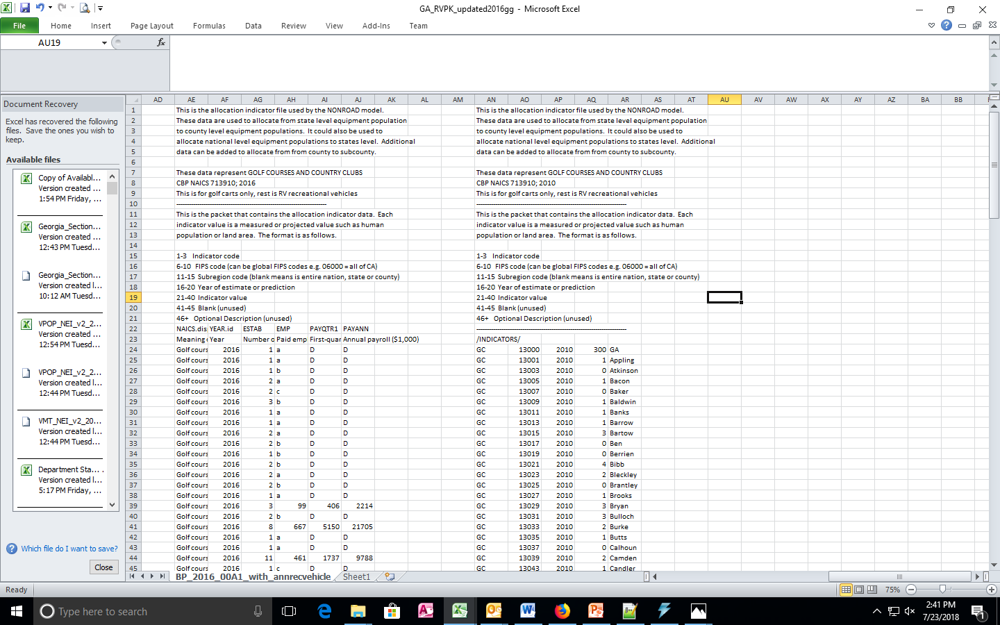 GA_RVPK_updated2016gg - Microsoft Excel
File Home Insert Page Layout Formulas Data Review View Add-Ins Team
AU19 fx
Document Recovery
Excel has recovered the following
files. Save the ones you wish to
keep.
Available files
Copy of Availabl...
Version created ...
1:54 PM Friday, ...
Georgia_Section...
Version created ...
12:43 PM Tuesd...
Georgia_Section...
Version created l...
10:12 AM Tuesd...
VPOP_NEI_v2_2...
Version created ...
12:54 PM Tuesd...
VPOP_NEI_v2_2...
Version created l...
12:44 PM Tuesd...
VMT_NEI_v2_20...
Version created l...
12:44 PM Tuesd...
Department Sta...
Version created l...
5:17 PM Friday, ...
Which file do I want to save?
Close
AD AE AF AG AH AI AJ AK AL AM AN AO AP AQ AR AS AT AU AV AW AX AY AZ BA BB
1 This is the allocation indicator file used by the NONROAD model. This is the allocation indicator file used by the NONROAD model.
2 These data are used to allocate from state level equipment population These data are used to allocate from state level equipment population
3 to county level equipment populations. It could also be used to to county level equipment populations. It could also be used to
4 allocate national level equipment populations to states level. Additional allocate national level equipment populations to states level. Additional
5 data can be added to allocate from from county to subcounty. data can be added to allocate from from county to subcounty.
6
7 These data represent GOLF COURSES AND COUNTRY CLUBS These data represent GOLF COURSES AND COUNTRY CLUBS
8 CBP NAICS 713910; 2016 CBP NAICS 713910; 2010
9 This is for golf carts only, rest is RV recreational vehicles This is for golf carts only, rest is RV recreational vehicles
10 ------------------------------------------------------------------------ ------------------------------------------------------------------------
11 This is the packet that contains the allocation indicator data. Each This is the packet that contains the allocation indicator data. Each
12 indicator value is a measured or projected value such as human indicator value is a measured or projected value such as human
13 population or land area. The format is as follows. population or land area. The format is as follows.
14
15 1-3 Indicator code 1-3 Indicator code
16 6-10 FIPS code (can be global FIPS codes e.g. 06000 = all of CA) 6-10 FIPS code (can be global FIPS codes e.g. 06000 = all of CA)
17 11-15 Subregion code (blank means is entire nation, state or county) 11-15 Subregion code (blank means is entire nation, state or county)
18 16-20 Year of estimate or prediction 16-20 Year of estimate or prediction
19 21-40 Indicator value 21-40 Indicator value
20 41-45 Blank (unused) 41-45 Blank (unused)
21 46+ Optional Description (unused) 46+ Optional Description (unused)
22 NAICS.dis YEAR.id ESTAB EMP PAYQTR1 PAYANN ------------------------------------------------------------------------
23 Meaning Year Number o Paid emp First-quar Annual payroll ($1,000) /INDICATORS/
24 Golf cours 2016 1 a D D GC 13000 2010 300 GA
25 Golf cours 2016 1 a D D GC 13001 2010 1 Appling
26 Golf cours 2016 1 b D D GC 13003 2010 0 Atkinson
27 Golf cours 2016 2 a D D GC 13005 2010 1 Bacon
28 Golf cours 2016 2 c D D GC 13007 2010 0 Baker
29 Golf cours 2016 3 b D D GC 13009 2010 1 Baldwin
30 Golf cours 2016 1 a D D GC 13011 2010 1 Banks
31 Golf cours 2016 1 a D D GC 13013 2010 1 Barrow
32 Golf cours 2016 2 a D D GC 13015 2010 3 Bartow
33 Golf cours 2016 2 b D D GC 13017 2010 0 Ben
34 Golf cours 2016 1 b D D GC 13019 2010 0 Berrien
35 Golf cours 2016 2 b D D GC 13021 2010 4 Bibb
36 Golf cours 2016 2 a D D GC 13023 2010 2 Bleckley
37 Golf cours 2016 2 b D D GC 13025 2010 0 Brantley
38 Golf cours 2016 1 a D D GC 13027 2010 1 Brooks
39 Golf cours 2016 3 99 406 2214 GC 13029 2010 3 Bryan
40 Golf cours 2016 2 b D D GC 13031 2010 3 Bulloch
41 Golf cours 2016 8 667 5150 21705 GC 13033 2010 2 Burke
42 Golf cours 2016 1 a D D GC 13035 2010 1 Butts
43 Golf cours 2016 1 a D D GC 13037 2010 0 Calhoun
44 Golf cours 2016 11 461 1737 9788 GC 13039 2010 2 Camden
45 Golf cours 2016 1 c D D GC 13043 2010 1 Candler
BP_2016_00A1_with_annrecvehicle Sheet1
Ready 75%
Type here to search
2:41 PM
7/23/2018
1